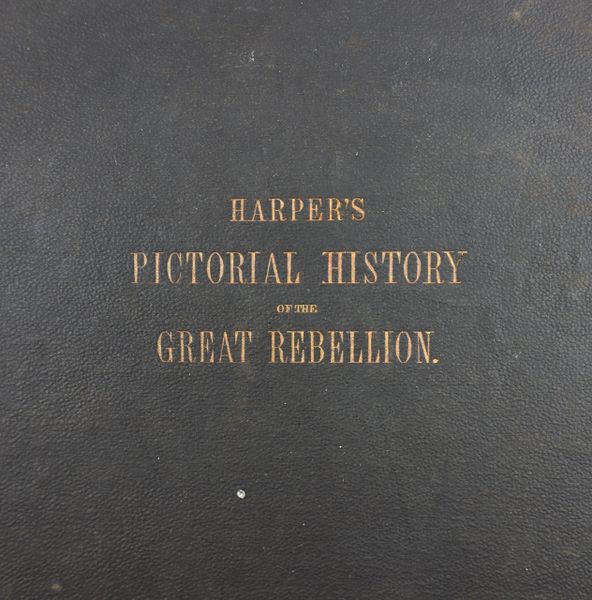 HARPER'S
PICTORIAL HISTORY
OF THE
GREAT REBELLION.